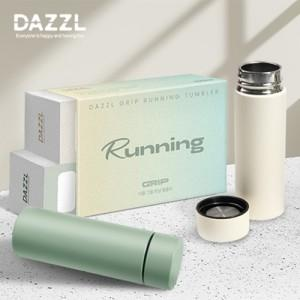 DAZZL
Everyone is happy and having fun
DAZZL GRIP RUNNING TUMBLER
Running
GRIP
DAZZL
DAZZL